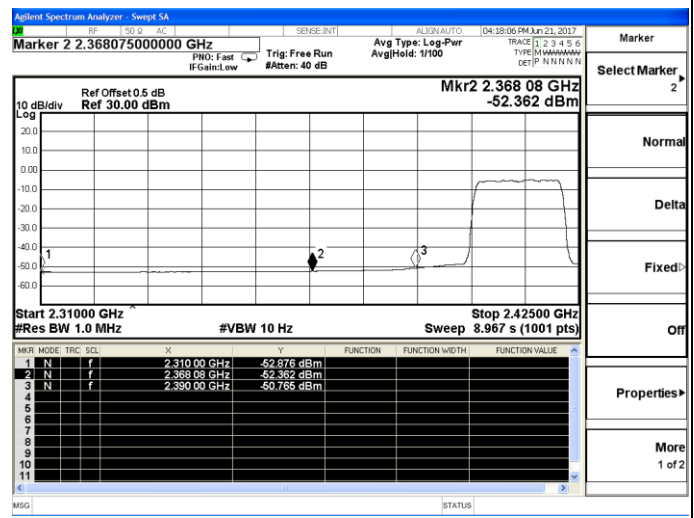 Agilent Spectrum Analyzer - Swept SA
RF 50 Ω AC SENSE:INT ALIGNAUTO 04:18:06 PM Jun 21, 2017
Marker 2 2.368075000000 GHz
PNO: Fast
IFGain:Low
Trig: Free Run
#Atten: 40 dB
Avg Type: Log-Pwr
Avg|Hold: 1/100
TRACE 1 2 3 4 5 6
TYPE M
DET P N N N N N
Marker
Select Marker
2
Normal
Delta
Fixed
Off
Properties
More
1 of 2
Ref Offset 0.5 dB
10 dB/div Ref 30.00 dBm
Log
Mkr2 2.368 08 GHz
-52.362 dBm
20.0
10.0
0.00
-10.0
-20.0
-30.0
-40.0
-50.0
-60.0
1
2
3
Start 2.31000 GHz Stop 2.42500 GHz
#Res BW 1.0 MHz #VBW 10 Hz Sweep 8.967 s (1001 pts)
MKR MODE TRC SCL X Y FUNCTION FUNCTION WIDTH FUNCTION VALUE
1 N f 2.310 00 GHz -52.876 dBm
2 N f 2.368 08 GHz -52.362 dBm
3 N f 2.390 00 GHz -50.765 dBm
4
5
6
7
8
9
10
11
MSG STATUS